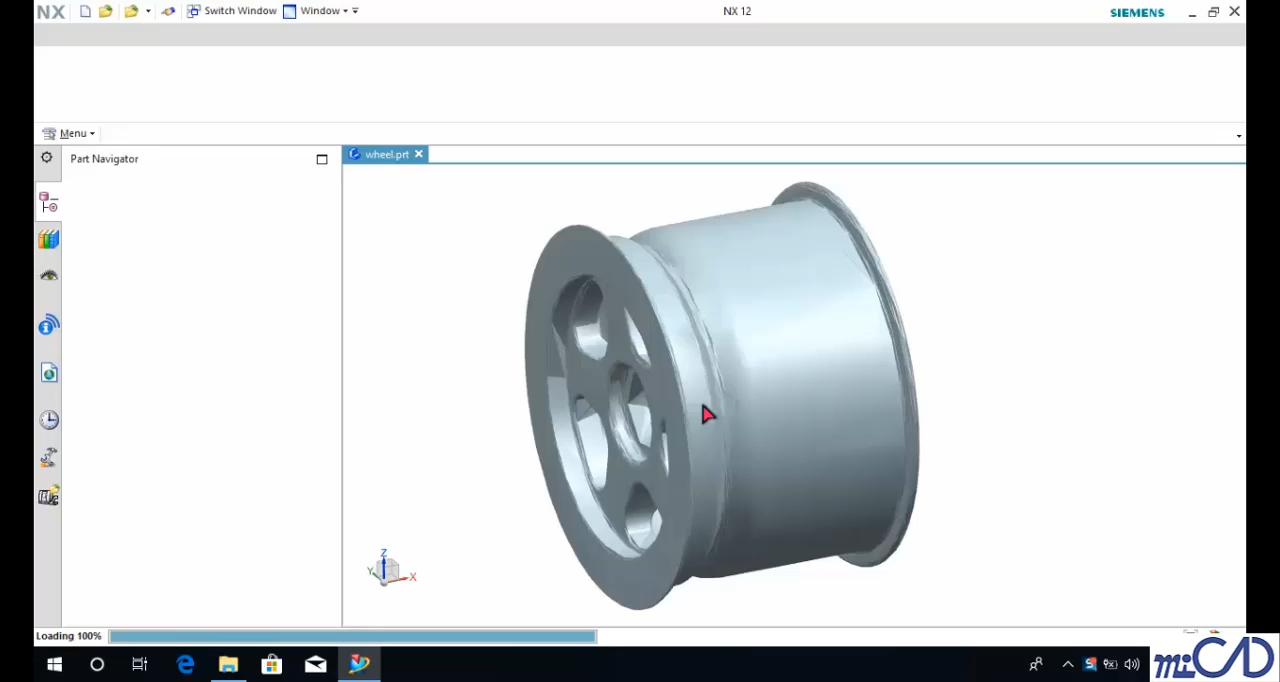 NX Switch Window Window NX 12 SIEMENS
Menu
Part Navigator wheel.prt
Z
Y X
Loading 100%
miCAD